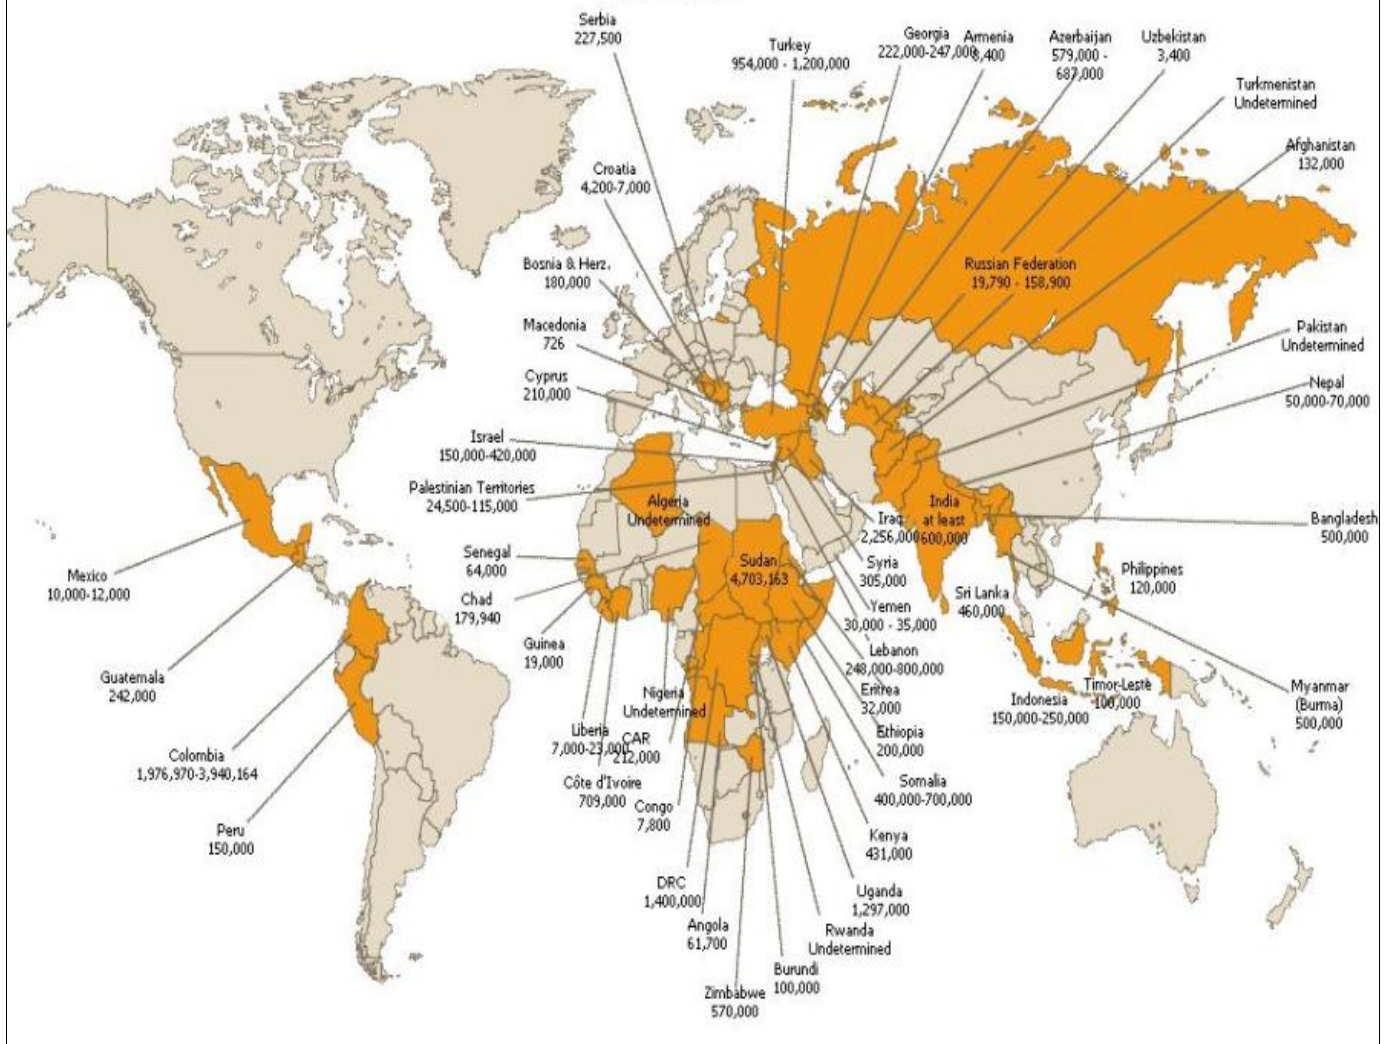 Serbia
227,500
Turkey
954,000 - 1,200,000
Georgia
222,000-247,000
Armenia
8,400
Azerbaijan
579,000 -
687,000
Uzbekistan
3,400
Turkmenistan
Undetermined
Afghanistan
132,000
Croatia
4,200-7,000
Bosnia & Herz.
180,000
Russian Federation
19,790 - 158,900
Macedonia
726
Pakistan
Undetermined
Cyprus
210,000
Nepal
50,000-70,000
Israel
150,000-420,000
Palestinian Territories
24,500-115,000
Algeria
Undetermined
India
at least
600,000
Iraq
2,256,000
Bangladesh
500,000
Senegal
64,000
Sudan
4,703,163
Syria
305,000
Philippines
120,000
Mexico
10,000-12,000
Chad
179,940
Sri Lanka
460,000
Yemen
30,000 - 35,000
Guinea
19,000
Lebanon
248,000-800,000
Guatemala
242,000
Nigeria
Undetermined
Eritrea
32,000
Indonesia
150,000-250,000
Timor-Leste
100,000
Myanmar
(Burma)
500,000
Liberia
7,000-23,000
CAR
212,000
Ethiopia
200,000
Colombia
1,976,970-3,940,164
Côte d'Ivoire
709,000
Somalia
400,000-700,000
Congo
7,800
Peru
150,000
Kenya
431,000
DRC
1,400,000
Uganda
1,297,000
Angola
61,700
Rwanda
Undetermined
Burundi
100,000
Zimbabwe
570,000